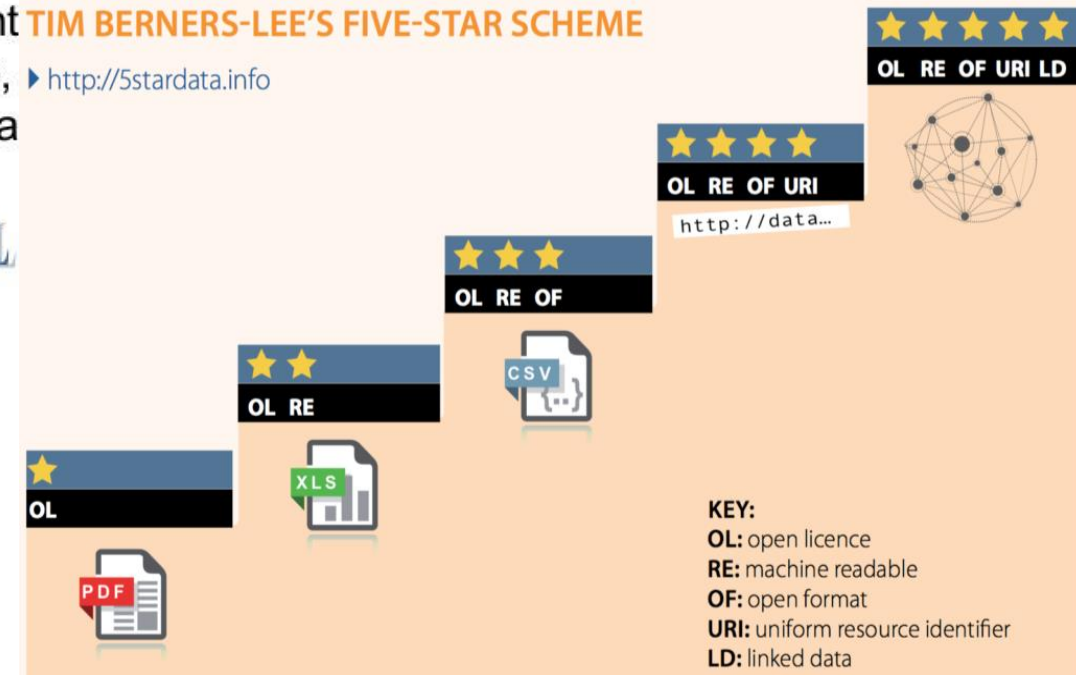 nt
,
a
L
TIM BERNERS-LEE'S FIVE-STAR SCHEME
http://5stardata.info
OL RE OF URI LD
OL RE OF URI
http://data...
OL RE OF
CSV
{..}
OL RE
XLS
OL
PDF
KEY:
OL: open licence
RE: machine readable
OF: open format
URI: uniform resource identifier
LD: linked data